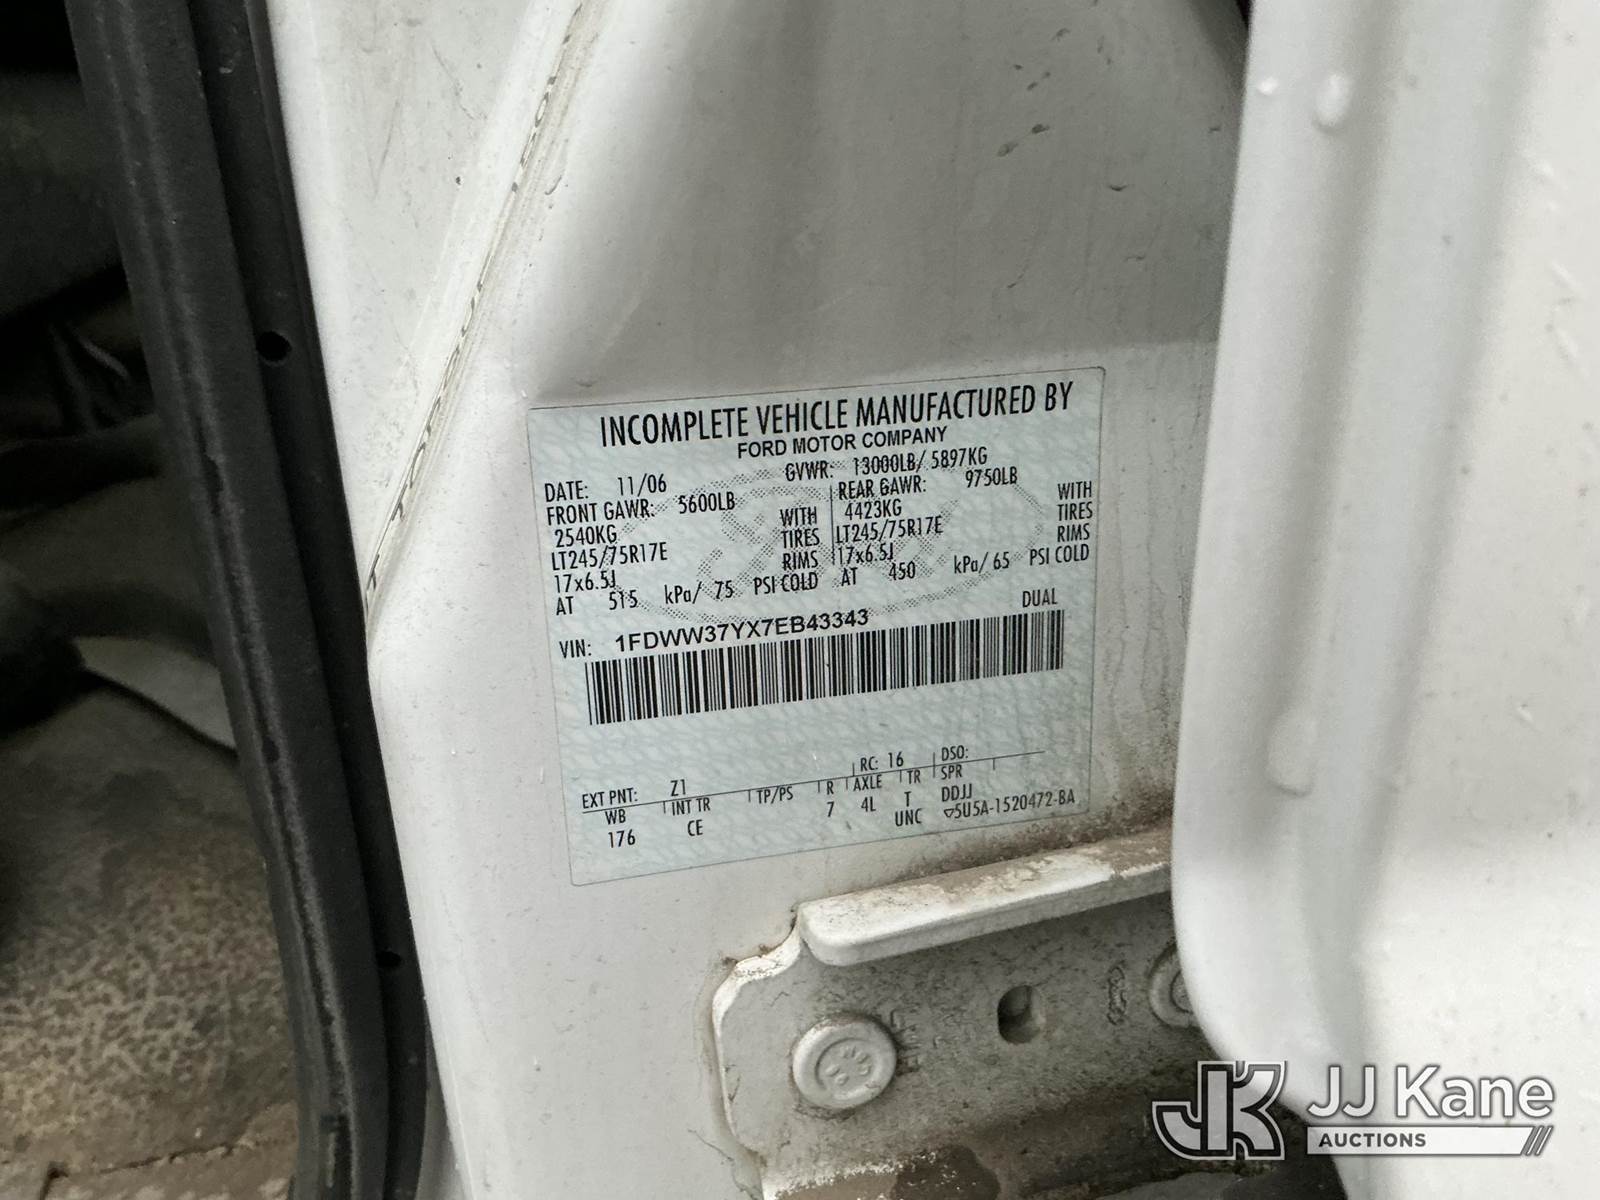 INCOMPLETE VEHICLE MANUFACTURED BY
FORD MOTOR COMPANY
DATE: 11/06 GVWR: 13000LB/ 5897KG
FRONT GAWR: 5600LB REAR GAWR: 9750LB
2540KG WITH 4423KG WITH
LT245/75R17E TIRES LT245/75R17E TIRES
17x6.5J RIMS 17x6.5J RIMS
AT 515 kPa/ 75 PSI COLD AT 450 kPa/ 65 PSI COLD
DUAL
VIN: 1FDWW37YX7EB43343
EXT PNT: Z1 RC: 16 DSO:
WB INT TR TP/PS R AXLE TR SPR
176 CE 7 4L T DDJJ
UNC ▽5U5A-1520472-BA
JK JJ Kane
AUCTIONS